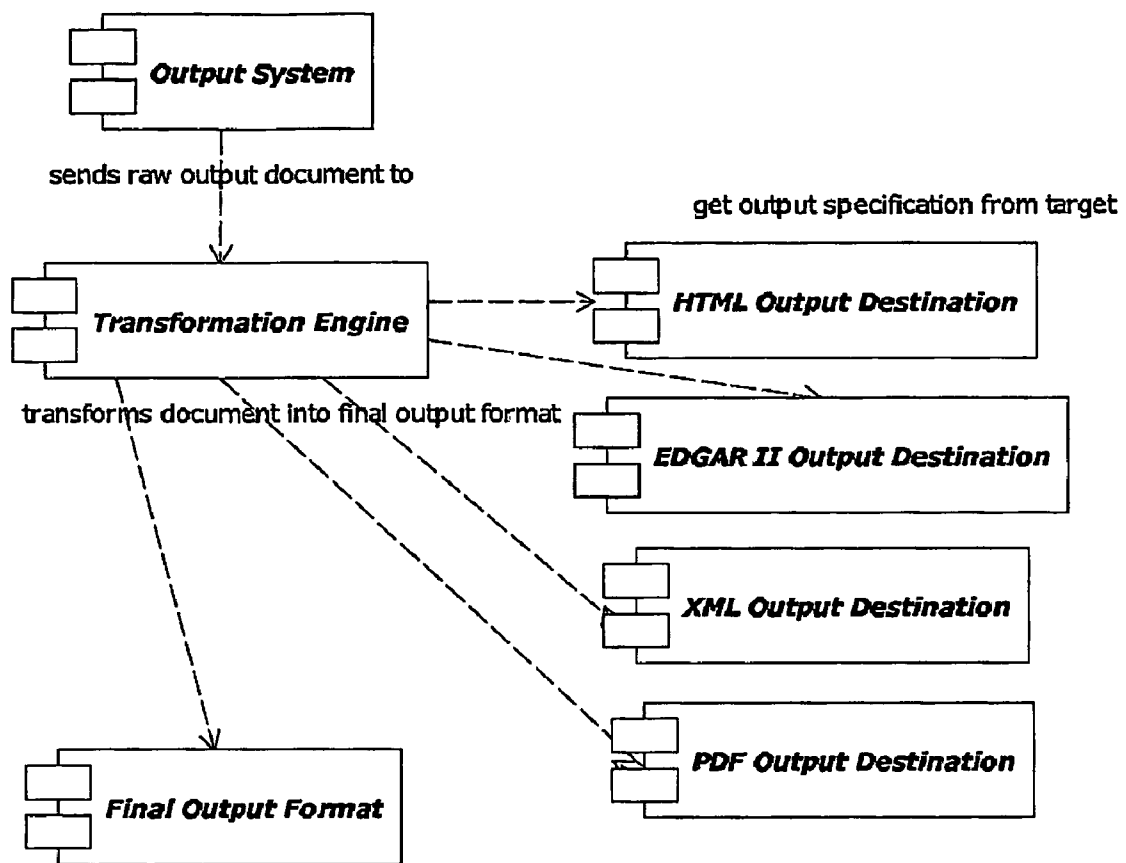 Output System
sends raw output document to
get output specification from target
HTML Output Destination
Transformation Engine
transforms document into final output format
EDGAR II Output Destination
XML Output Destination
PDF Output Destination
Final Output Format